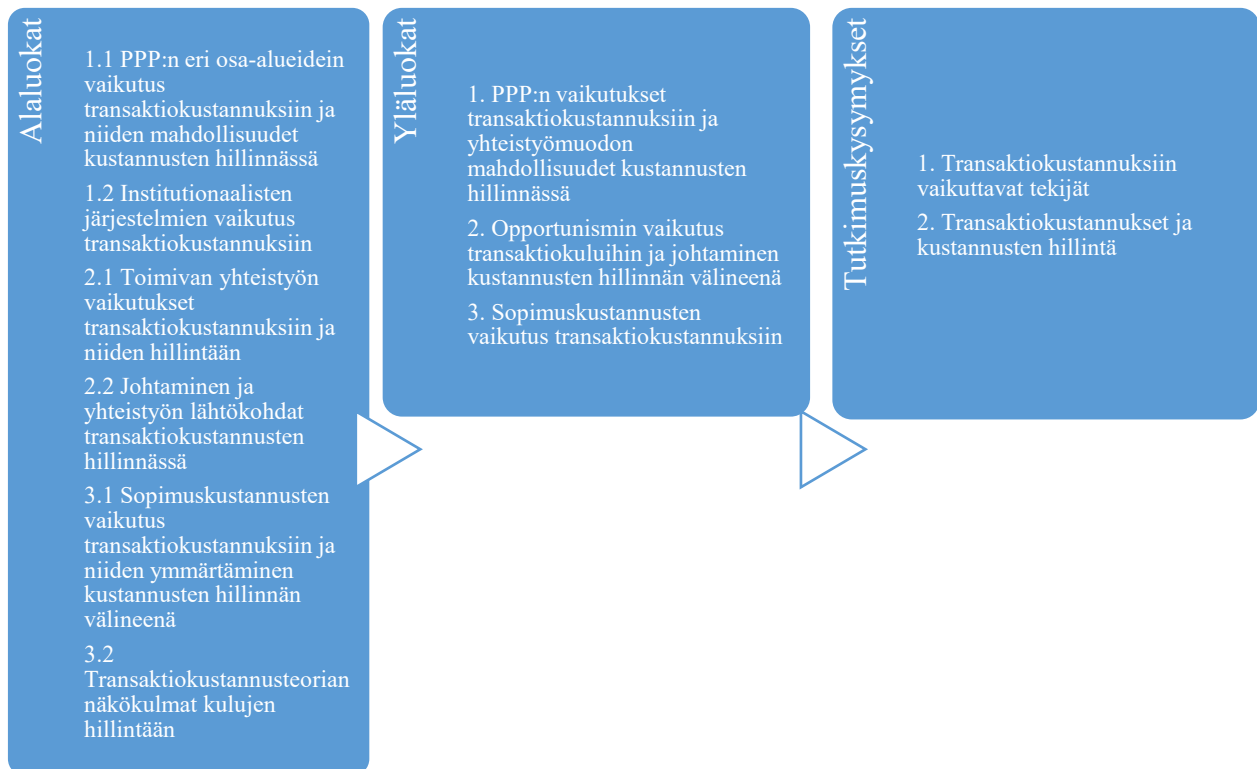 Alaluokat
1.1 PPP:n eri osa-alueidein
vaikutus
transaktiokustannuksiin ja
niiden mahdollisuudet
kustannusten hillinnässä
1.2 Institutionaalisten
järjestelmien vaikutus
transaktiokustannuksiin
2.1 Toimivan yhteistyön
vaikutukset
transaktiokustannuksiin ja
niiden hillintään
2.2 Johtaminen ja
yhteistyön lähtökohdat
transaktiokustannusten
hillinnässä
3.1 Sopimuskustannusten
vaikutus
transaktiokustannuksiin ja
niiden ymmärtäminen
kustannusten hillinnän
välineenä
3.2
Transaktiokustannusteorian
näkökulmat kulujen
hillintään
Yläluokat
1. PPP:n vaikutukset
transaktiokustannuksiin ja
yhteistyömuodon
mahdollisuudet kustannusten
hillinnässä
2. Opportunismin vaikutus
transaktiokuluihin ja johtaminen
kustannusten hillinnän välineenä
3. Sopimuskustannusten
vaikutus transaktiokustannuksiin
Tutkimuskysymykset
1. Transaktiokustannuksiin
vaikuttavat tekijät
2. Transaktiokustannukset ja
kustannusten hillintä